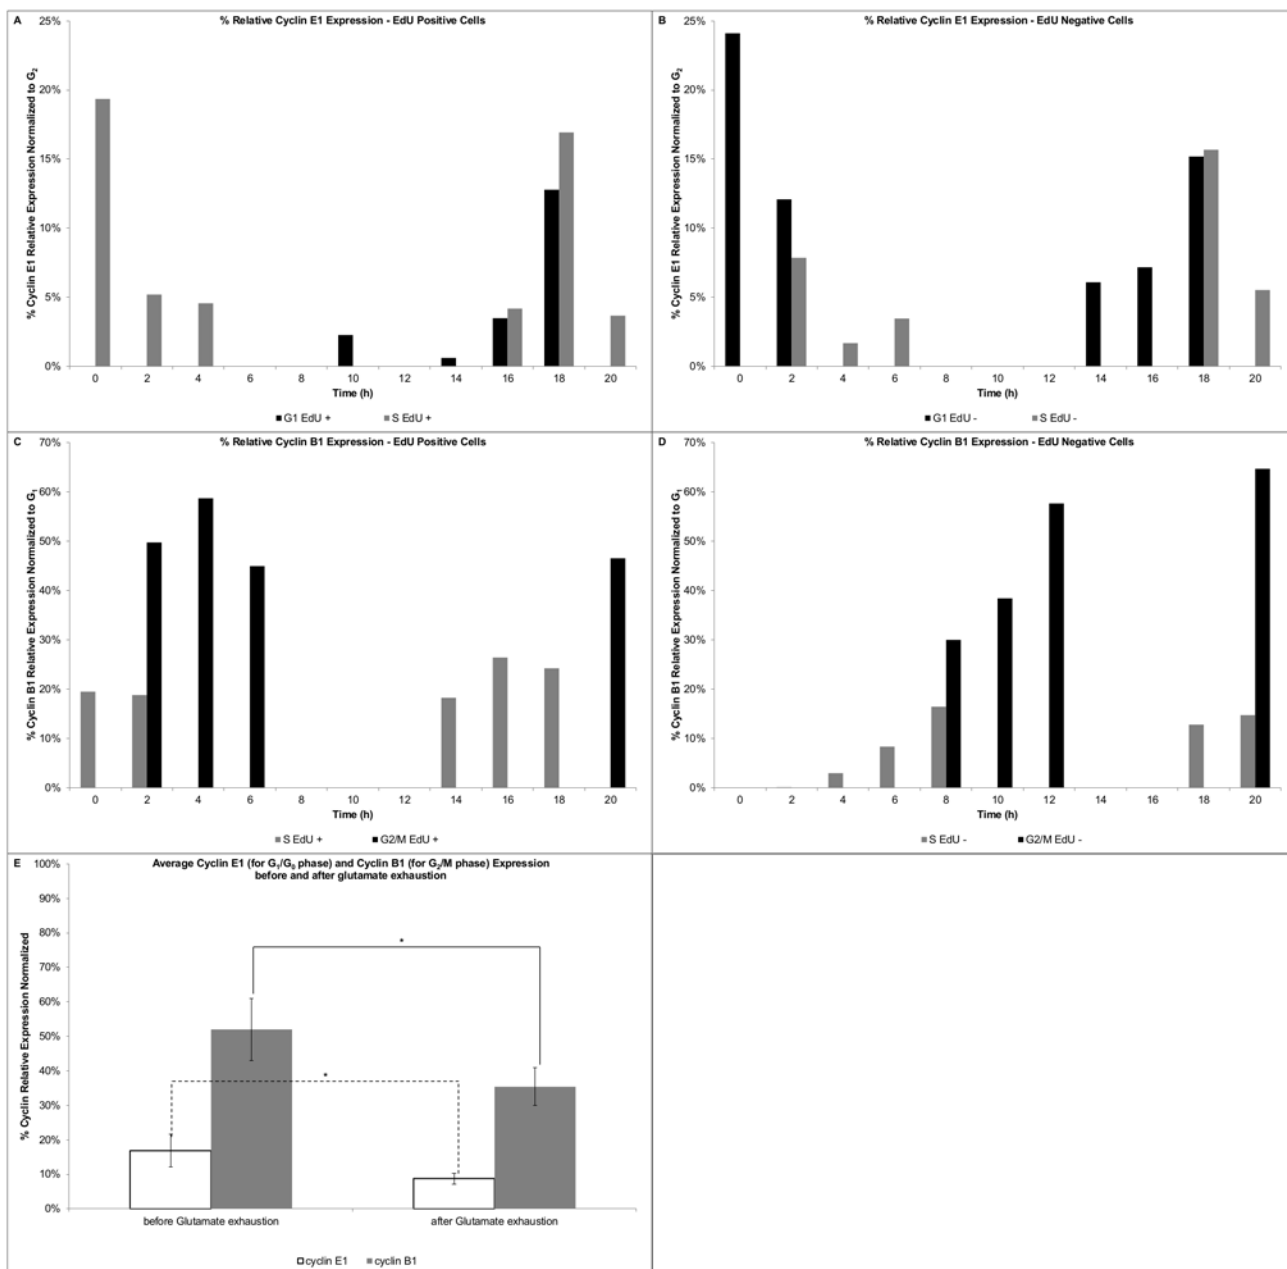 A
% Relative Cyclin E1 Expression - EdU Positive Cells
% Cyclin E1 Relative Expression Normalized to G₂
25%
20%
15%
10%
5%
0%
0 2 4 6 8 10 12 14 16 18 20
Time (h)
G1 EdU + S EdU +
B
% Relative Cyclin E1 Expression - EdU Negative Cells
% Cyclin E1 Relative Expression Normalized to G₂
25%
20%
15%
10%
5%
0%
0 2 4 6 8 10 12 14 16 18 20
Time (h)
G1 EdU - S EdU -
C
% Relative Cyclin B1 Expression - EdU Positive Cells
% Cyclin B1 Relative Expression Normalized to G₁
70%
60%
50%
40%
30%
20%
10%
0%
0 2 4 6 8 10 12 14 16 18 20
Time (h)
S EdU + G2/M EdU +
D
% Relative Cyclin B1 Expression - EdU Negative Cells
% Cyclin B1 Relative Expression Normalized to G₁
70%
60%
50%
40%
30%
20%
10%
0%
0 2 4 6 8 10 12 14 16 18 20
Time (h)
S EdU - G2/M EdU -
E
Average Cyclin E1 (for G₁/G₀ phase) and Cyclin B1 (for G₂/M phase) Expression
before and after glutamate exhaustion
% Cyclin Relative Expression Normalized
100%
90%
80%
70%
60%
50%
40%
30%
20%
10%
0%
*
*
before Glutamate exhaustion after Glutamate exhaustion
cyclin E1 cyclin B1